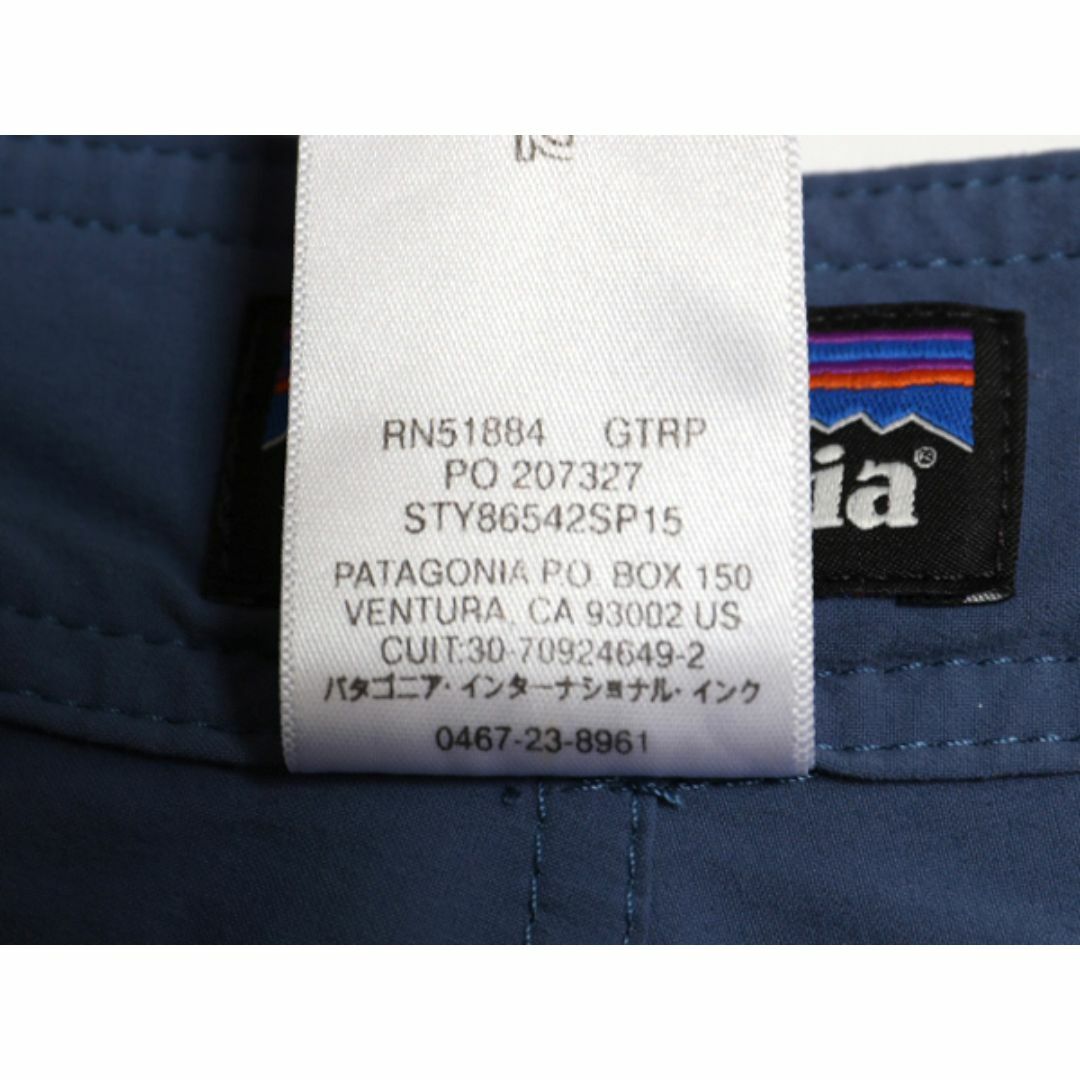 RN51884 GTRP
PO 207327
STY86542SP15
PATAGONIA P.O. BOX 150
VENTURA, CA 93002 US
CUIT:30-70924649-2
パタゴニア・インターナショナル・インク
0467-23-8961
ia®